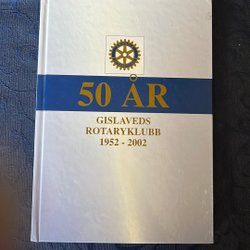 50 ÅR
GISLAVEDS
ROTARYKLUBB
1952 - 2002